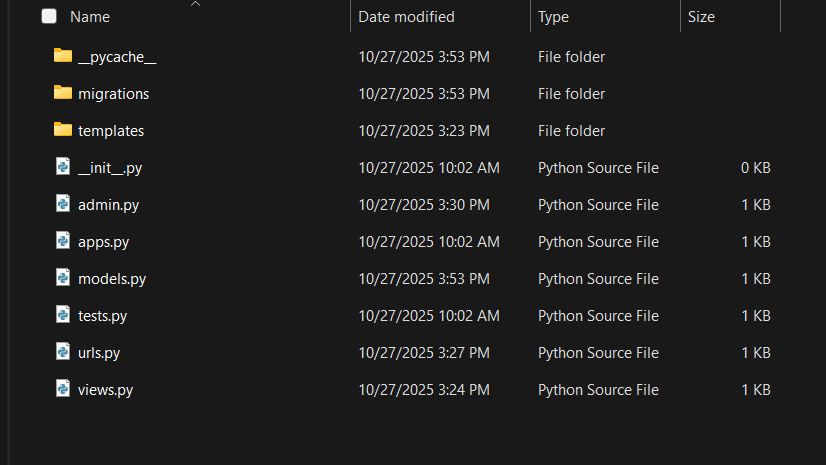 Name Date modified Type Size
__pycache__ 10/27/2025 3:53 PM File folder
migrations 10/27/2025 3:53 PM File folder
templates 10/27/2025 3:23 PM File folder
__init__.py 10/27/2025 10:02 AM Python Source File 0 KB
admin.py 10/27/2025 3:30 PM Python Source File 1 KB
apps.py 10/27/2025 10:02 AM Python Source File 1 KB
models.py 10/27/2025 3:53 PM Python Source File 1 KB
tests.py 10/27/2025 10:02 AM Python Source File 1 KB
urls.py 10/27/2025 3:27 PM Python Source File 1 KB
views.py 10/27/2025 3:24 PM Python Source File 1 KB